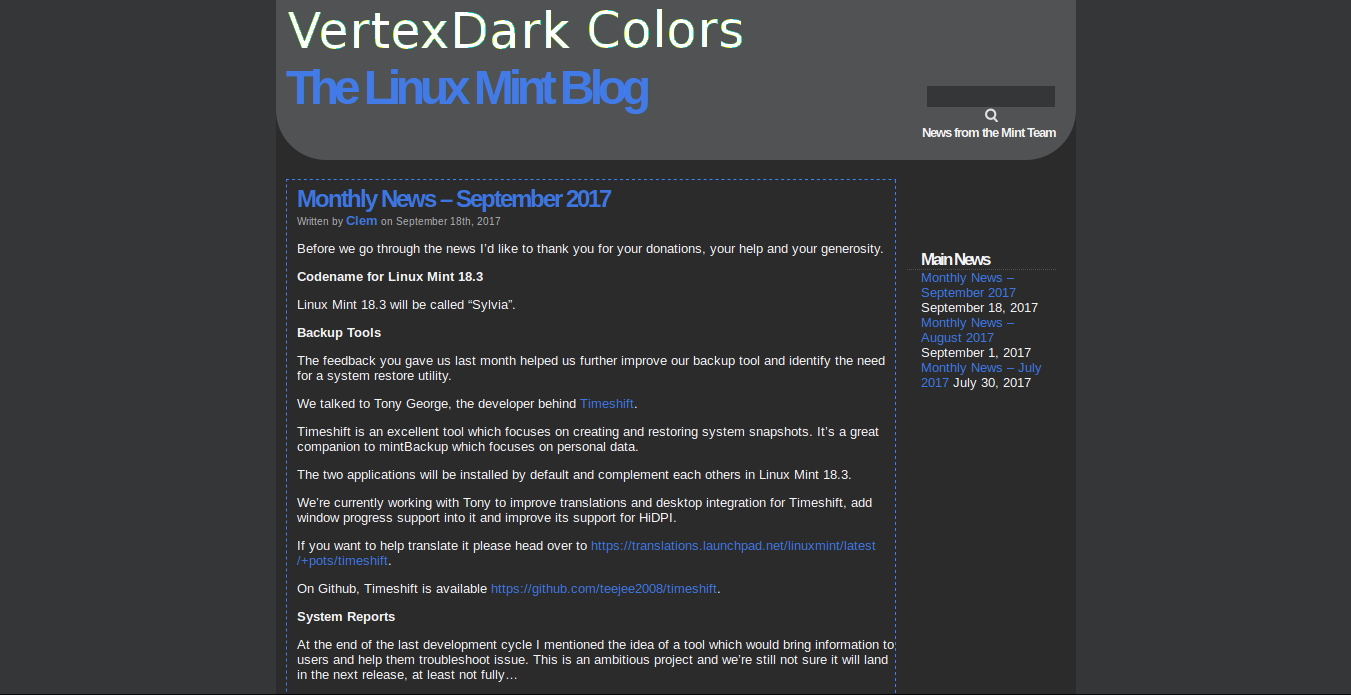 VertexDark Colors
The Linux Mint Blog
News from the Mint Team
Monthly News – September 2017
Written by Clem on September 18th, 2017
Before we go through the news I’d like to thank you for your donations, your help and your generosity.
Codename for Linux Mint 18.3
Linux Mint 18.3 will be called “Sylvia”.
Backup Tools
The feedback you gave us last month helped us further improve our backup tool and identify the need
for a system restore utility.
We talked to Tony George, the developer behind Timeshift.
Timeshift is an excellent tool which focuses on creating and restoring system snapshots. It’s a great
companion to mintBackup which focuses on personal data.
The two applications will be installed by default and complement each others in Linux Mint 18.3.
We’re currently working with Tony to improve translations and desktop integration for Timeshift, add
window progress support into it and improve its support for HiDPI.
If you want to help translate it please head over to https://translations.launchpad.net/linuxmint/latest
/+pots/timeshift.
On Github, Timeshift is available https://github.com/teejee2008/timeshift.
System Reports
At the end of the last development cycle I mentioned the idea of a tool which would bring information to
users and help them troubleshoot issue. This is an ambitious project and we’re still not sure it will land
in the next release, at least not fully…
Main News
Monthly News –
September 2017
September 18, 2017
Monthly News –
August 2017
September 1, 2017
Monthly News – July
2017 July 30, 2017